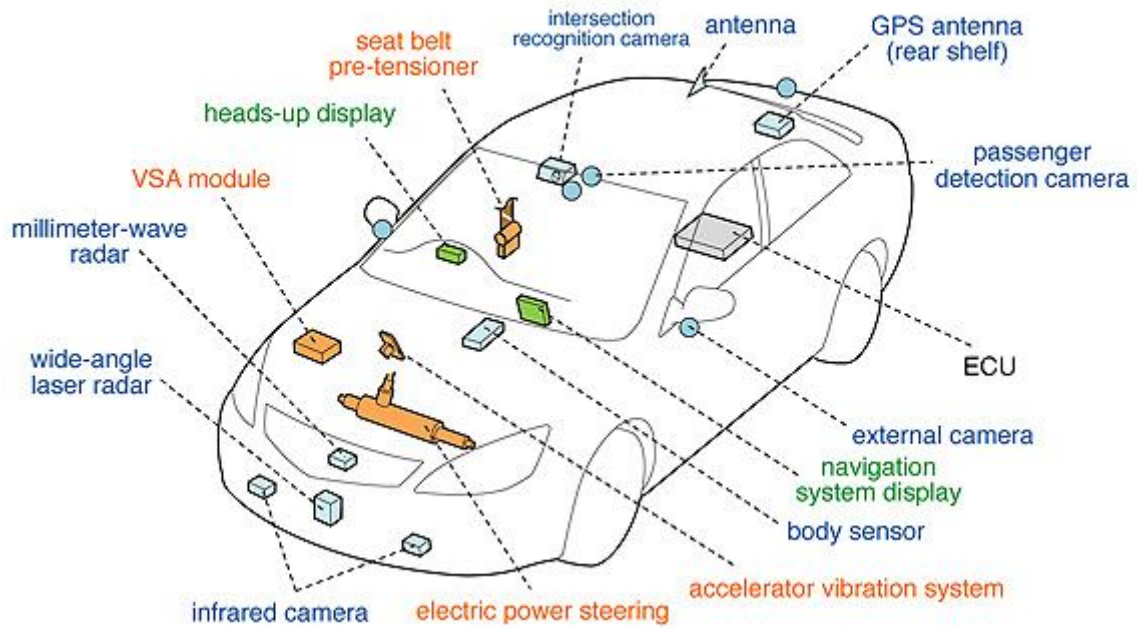 intersection
recognition camera
antenna
GPS antenna
(rear shelf)
seat belt
pre-tensioner
heads-up display
passenger
detection camera
VSA module
millimeter-wave
radar
wide-angle
laser radar
ECU
external camera
navigation
system display
body sensor
accelerator vibration system
infrared camera
electric power steering